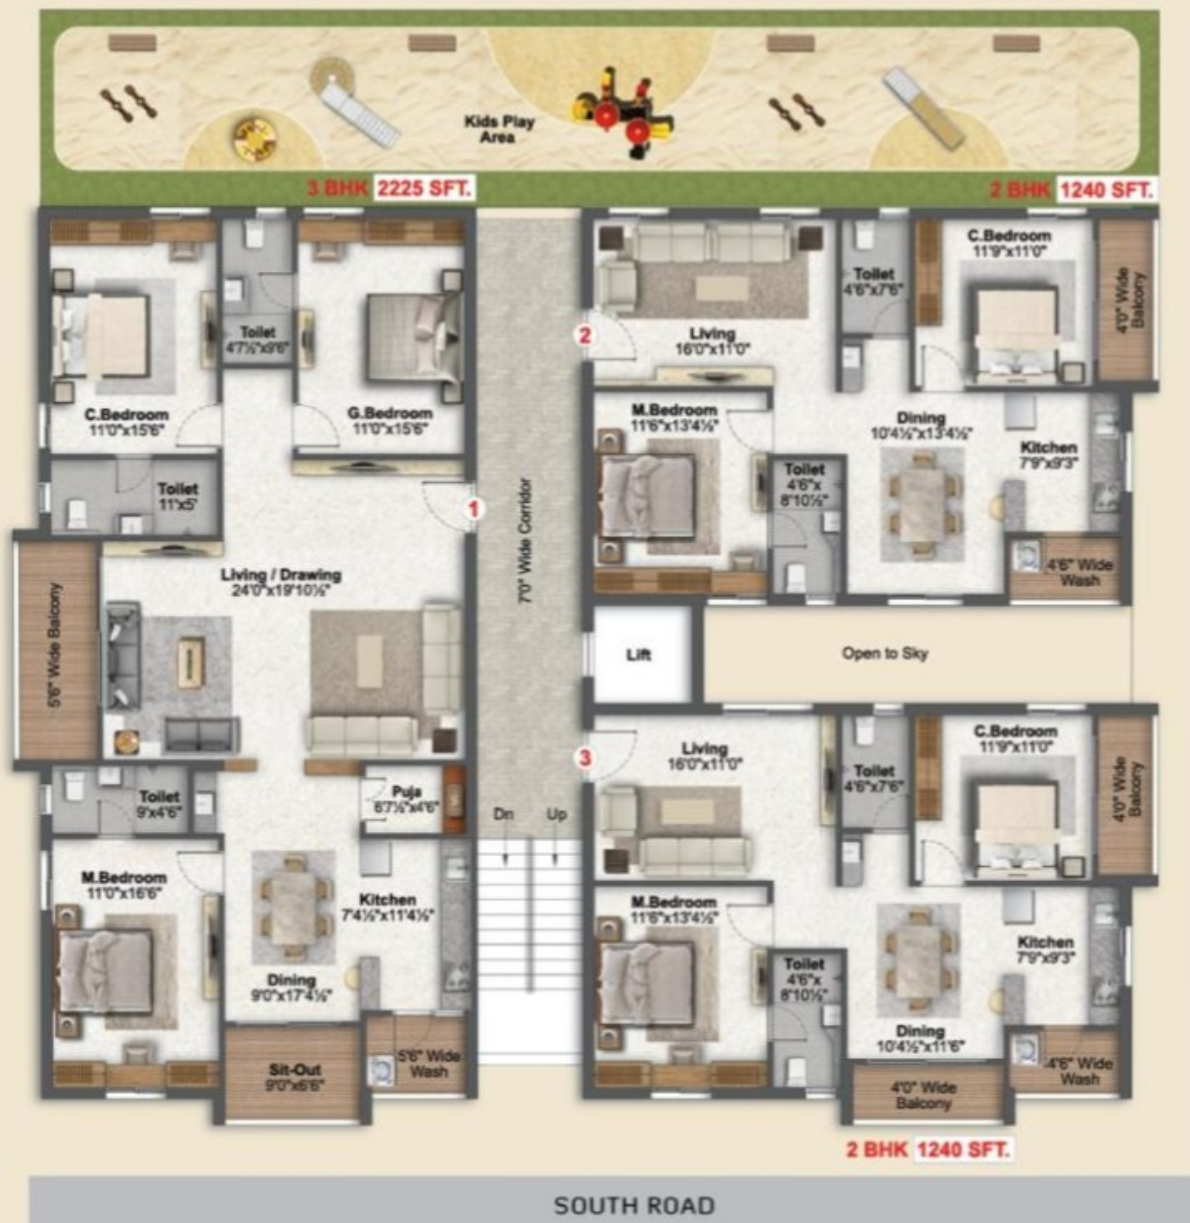 Kids Play
Area
3 BHK 2225 SFT.
2 BHK 1240 SFT.
Toilet
4'7½"x9'6"
C.Bedroom
11'0"x15'6"
G.Bedroom
11'0"x15'6"
Toilet
11'x5'
1
Living / Drawing
24'0"x19'10½"
5'6" Wide Balcony
Toilet
9'x4'6"
Puja
6'7½"x4'6"
M.Bedroom
11'0"x16'6"
Kitchen
7'4½"x11'4½"
Dining
9'0"x17'4½"
Sit-Out
9'0"x6'6"
5'6" Wide
Wash
7'0" Wide Corridor
Dn
Up
2
Living
16'0"x11'0"
Toilet
4'6"x7'6"
C.Bedroom
11'9"x11'0"
4'0" Wide
Balcony
M.Bedroom
11'6"x13'4½"
Dining
10'4½"x13'4½"
Kitchen
7'9"x9'3"
Toilet
4'6"x
8'10½"
4'6" Wide
Wash
Lift
Open to Sky
3
Living
16'0"x11'0"
Toilet
4'6"x7'6"
C.Bedroom
11'9"x11'0"
4'0" Wide
Balcony
M.Bedroom
11'6"x13'4½"
Kitchen
7'9"x9'3"
Toilet
4'6"x
8'10½"
Dining
10'4½"x11'6"
4'6" Wide
Wash
4'0" Wide
Balcony
2 BHK 1240 SFT.
SOUTH ROAD